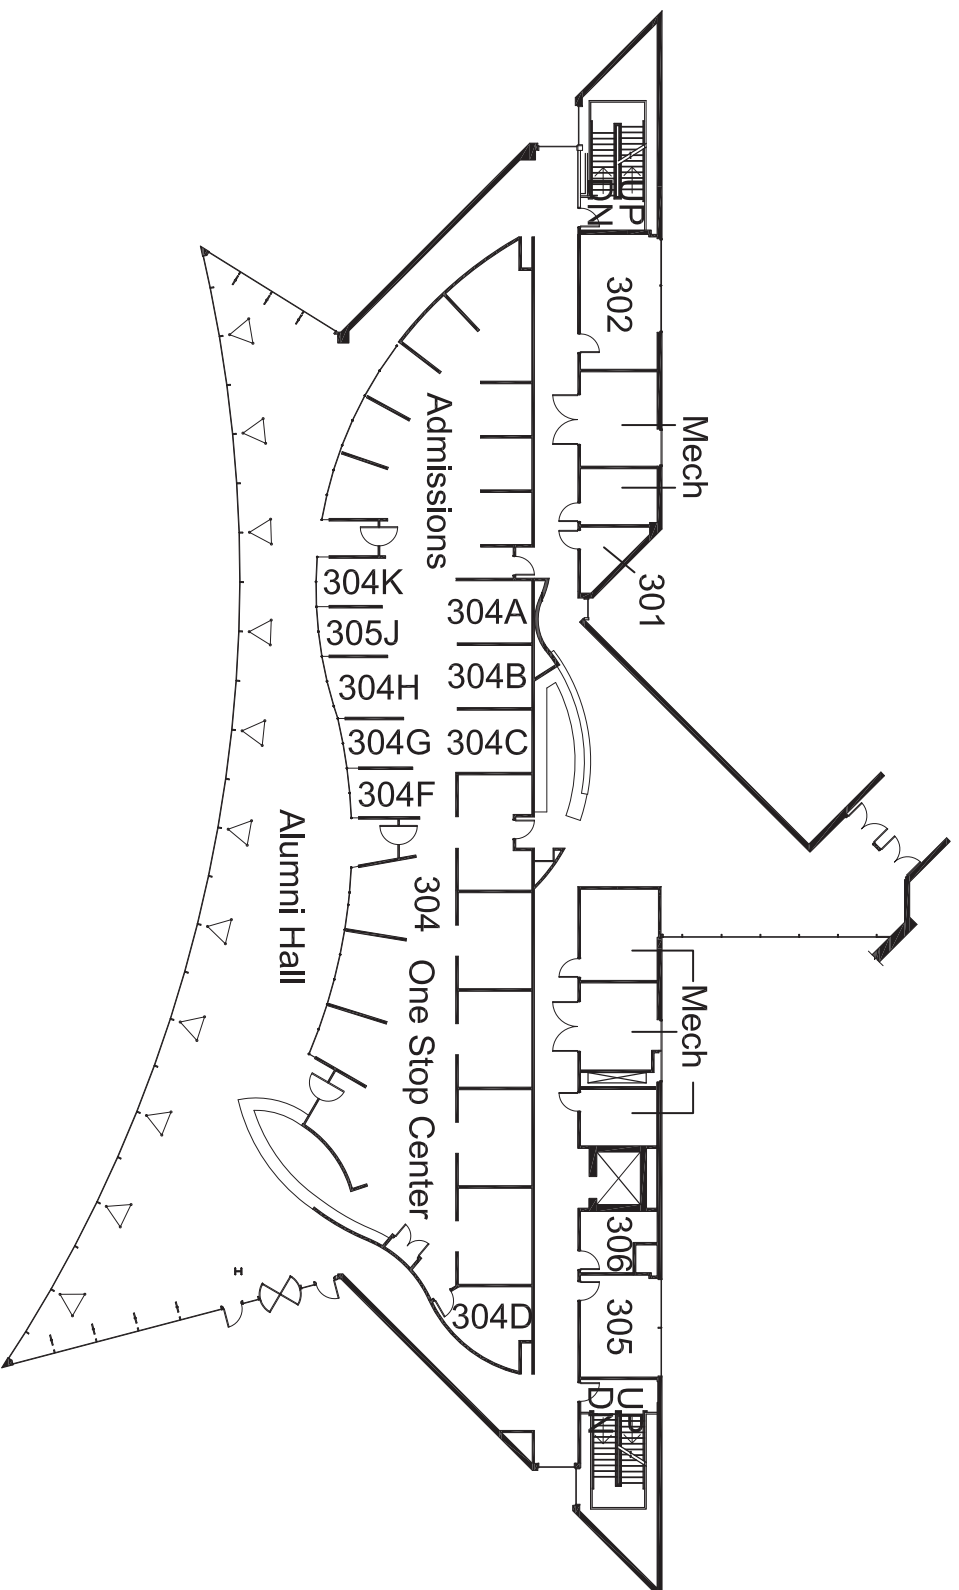 UP
DN
302
Mech
301
Admissions
304K
304A
305J
304B
304H
304G
304C
304F
Alumni Hall
304 One Stop Center
Mech
306
304D
305
UP
DN